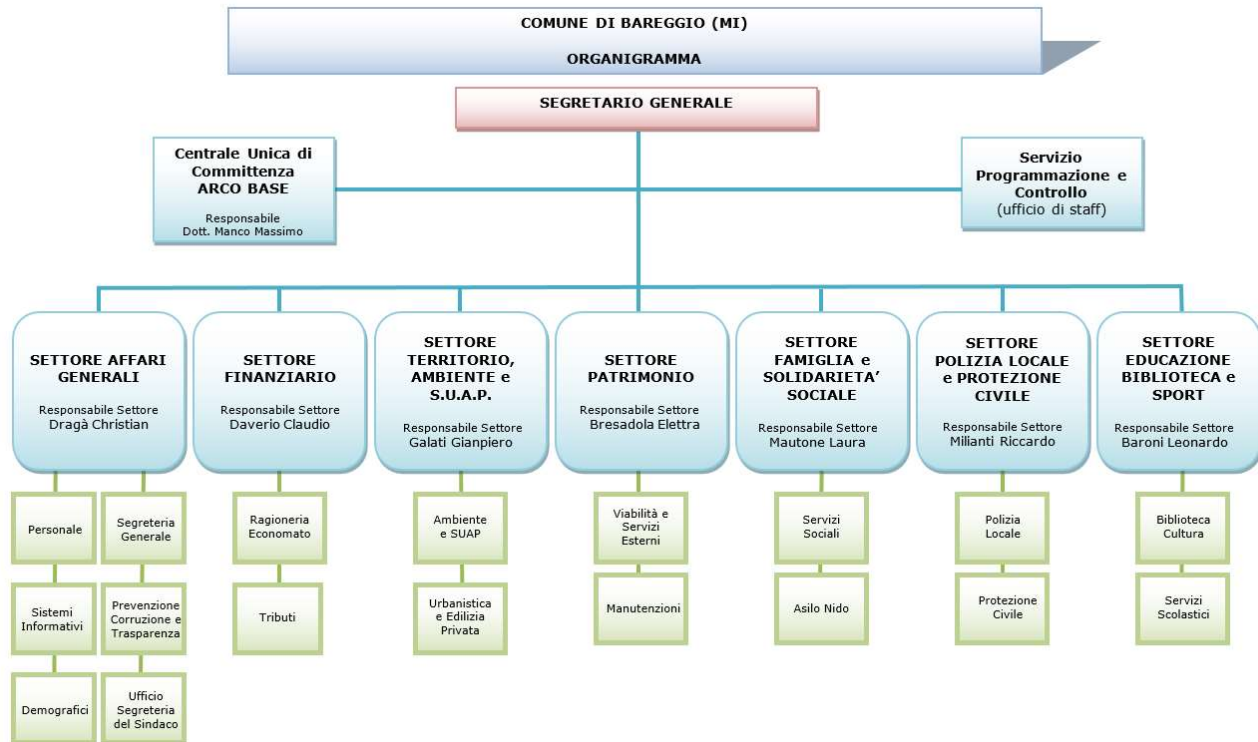 COMUNE DI BAREGGIO (MI)
ORGANIGRAMMA
SEGRETARIO GENERALE
Centrale Unica di
Committenza
ARCO BASE
Responsabile
Dott. Manco Massimo
Servizio
Programmazione e
Controllo
(ufficio di staff)
SETTORE AFFARI
GENERALI
Responsabile Settore
Dragà Christian
SETTORE
FINANZIARIO
Responsabile Settore
Daverio Claudio
SETTORE
TERRITORIO,
AMBIENTE e
S.U.A.P.
Responsabile Settore
Galati Gianpiero
SETTORE
PATRIMONIO
Responsabile Settore
Bresadola Elettra
SETTORE
FAMIGLIA e
SOLIDARIETA’
SOCIALE
Responsabile Settore
Mautone Laura
SETTORE
POLIZIA LOCALE
e PROTEZIONE
CIVILE
Responsabile Settore
Milianti Riccardo
SETTORE
EDUCAZIONE
BIBLIOTECA e
SPORT
Responsabile Settore
Baroni Leonardo
Personale
Segreteria
Generale
Ragioneria
Economato
Ambiente
e SUAP
Viabilità e
Servizi
Esterni
Servizi
Sociali
Polizia
Locale
Biblioteca
Cultura
Sistemi
Informativi
Prevenzione
Corruzione e
Trasparenza
Tributi
Urbanistica
e Edilizia
Privata
Manutenzioni
Asilo Nido
Protezione
Civile
Servizi
Scolastici
Demografici
Ufficio
Segreteria
del Sindaco